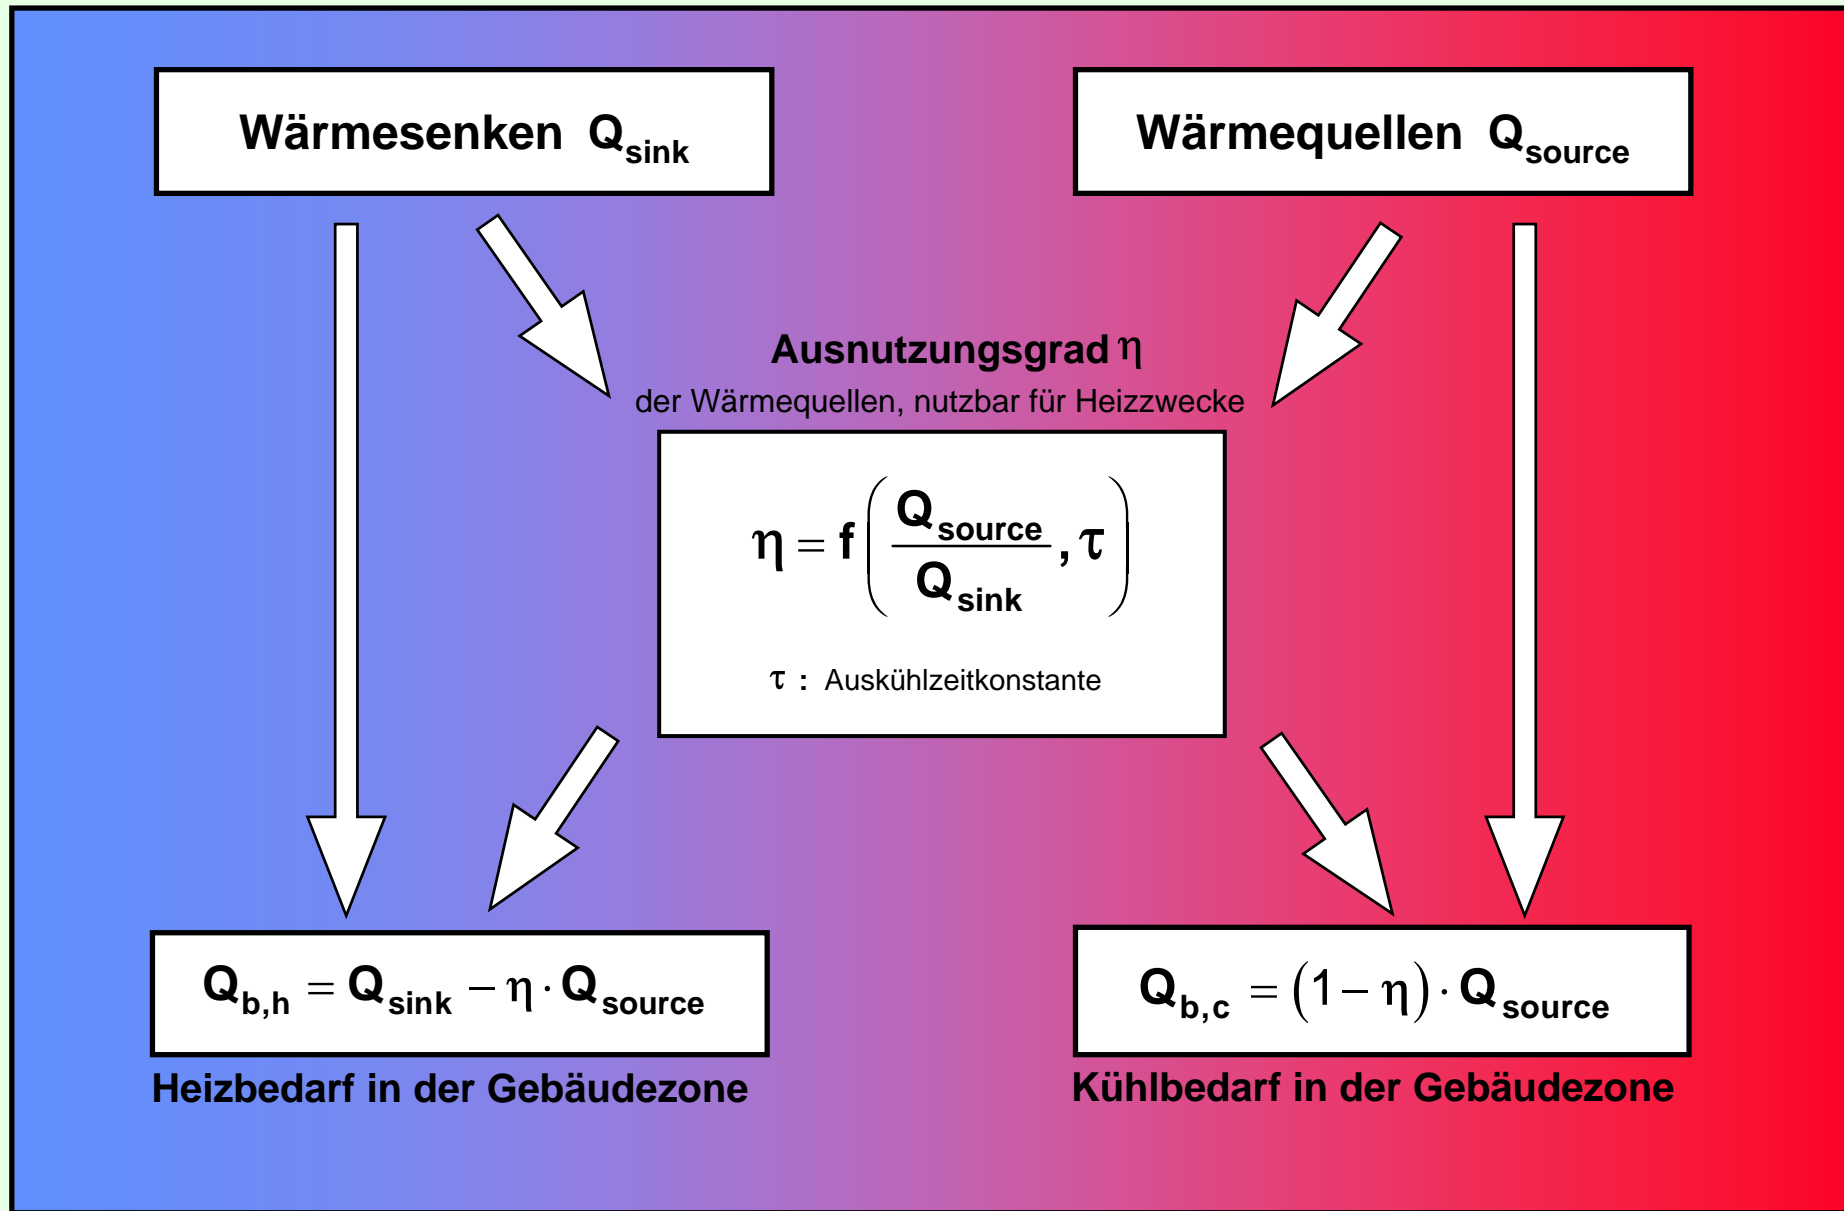 Wärmesenken Q_sink
Wärmequellen Q_source
Ausnutzungsgrad η
der Wärmequellen, nutzbar für Heizzwecke
η = f( Q_source / Q_sink , τ )
τ : Auskühlzeitkonstante
Q_b,h = Q_sink − η · Q_source
Heizbedarf in der Gebäudezone
Q_b,c = (1 − η) · Q_source
Kühlbedarf in der Gebäudezone